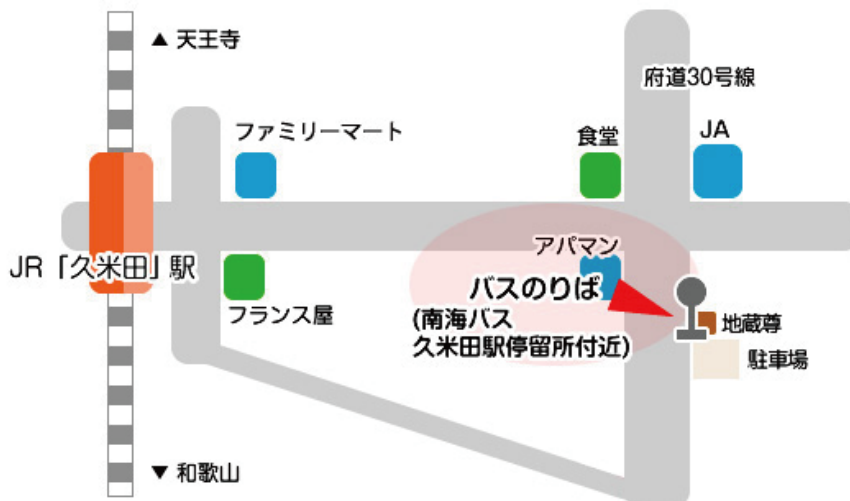 ▲ 天王寺
府道30号線
ファミリーマート
食堂
JA
JR「久米田」駅
アパマン
フランス屋
バスのりば
(南海バス
久米田駅停留所付近)
地蔵尊
駐車場
▼ 和歌山